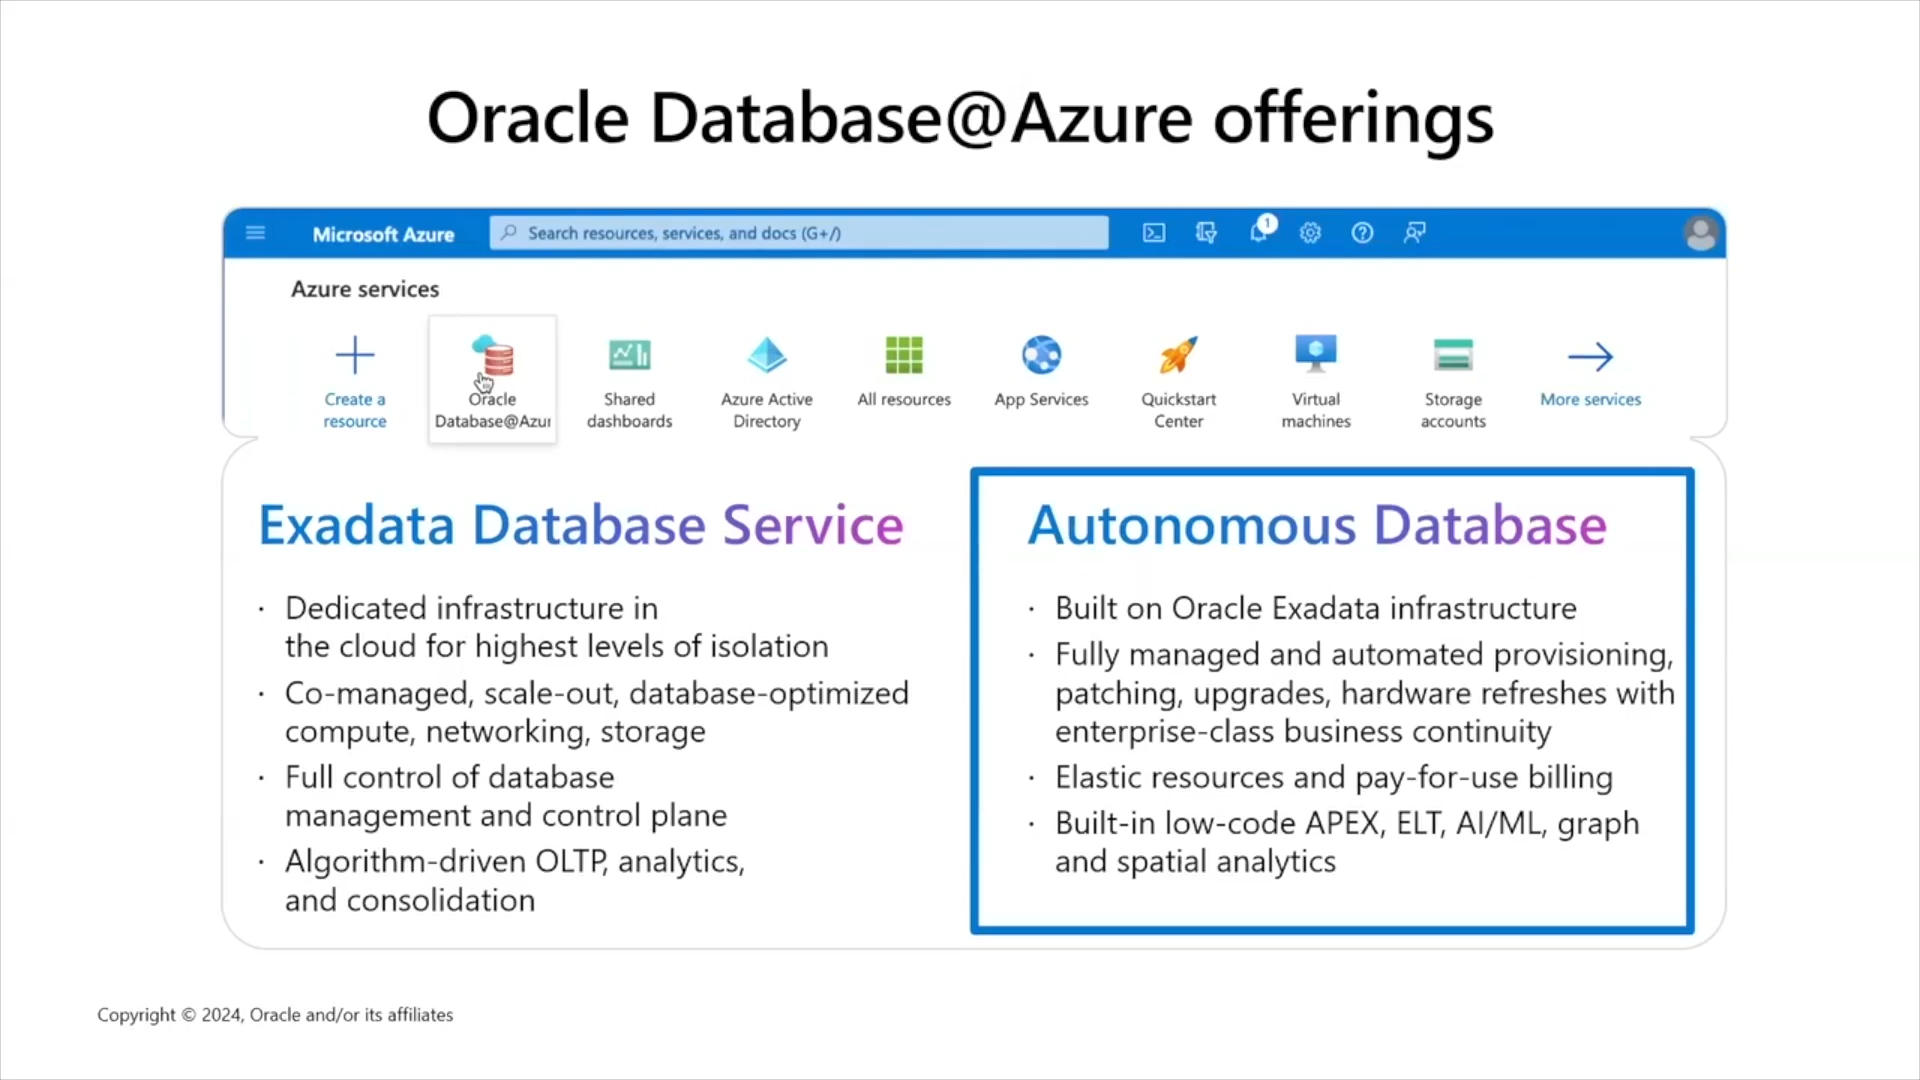 Oracle Database@Azure offerings
Microsoft Azure
Search resources, services, and docs (G+/)
1
Azure services
Create a
resource
Oracle
Database@Azur
Shared
dashboards
Azure Active
Directory
All resources
App Services
Quickstart
Center
Virtual
machines
Storage
accounts
More services
Exadata Database Service
· Dedicated infrastructure in
the cloud for highest levels of isolation
· Co-managed, scale-out, database-optimized
compute, networking, storage
· Full control of database
management and control plane
· Algorithm-driven OLTP, analytics,
and consolidation
Autonomous Database
· Built on Oracle Exadata infrastructure
· Fully managed and automated provisioning,
patching, upgrades, hardware refreshes with
enterprise-class business continuity
· Elastic resources and pay-for-use billing
· Built-in low-code APEX, ELT, AI/ML, graph
and spatial analytics
Copyright © 2024, Oracle and/or its affiliates